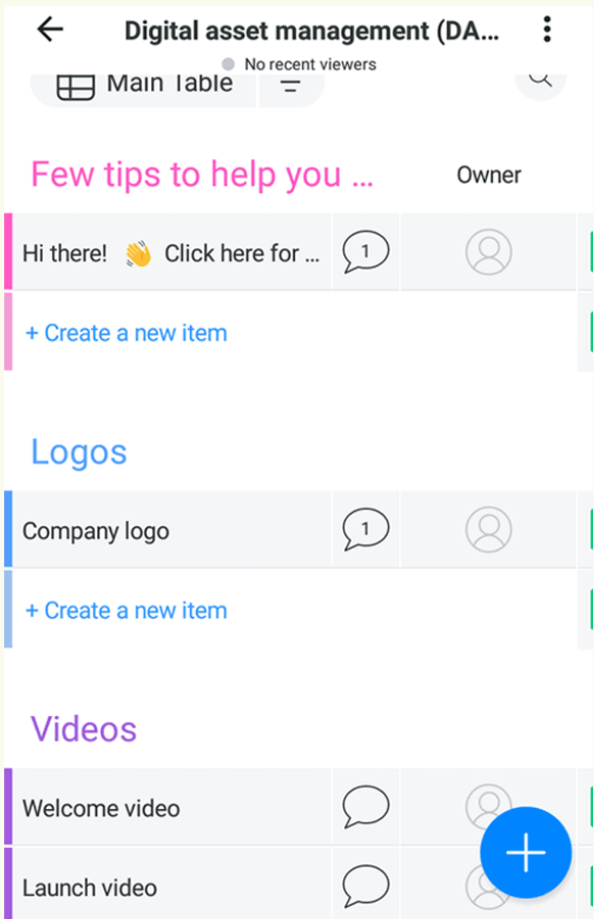 Digital asset management (DA...
No recent viewers
Main Table
Few tips to help you ...
Owner
Hi there! 👋 Click here for ...
1
+ Create a new item
Logos
Company logo
1
+ Create a new item
Videos
Welcome video
Launch video